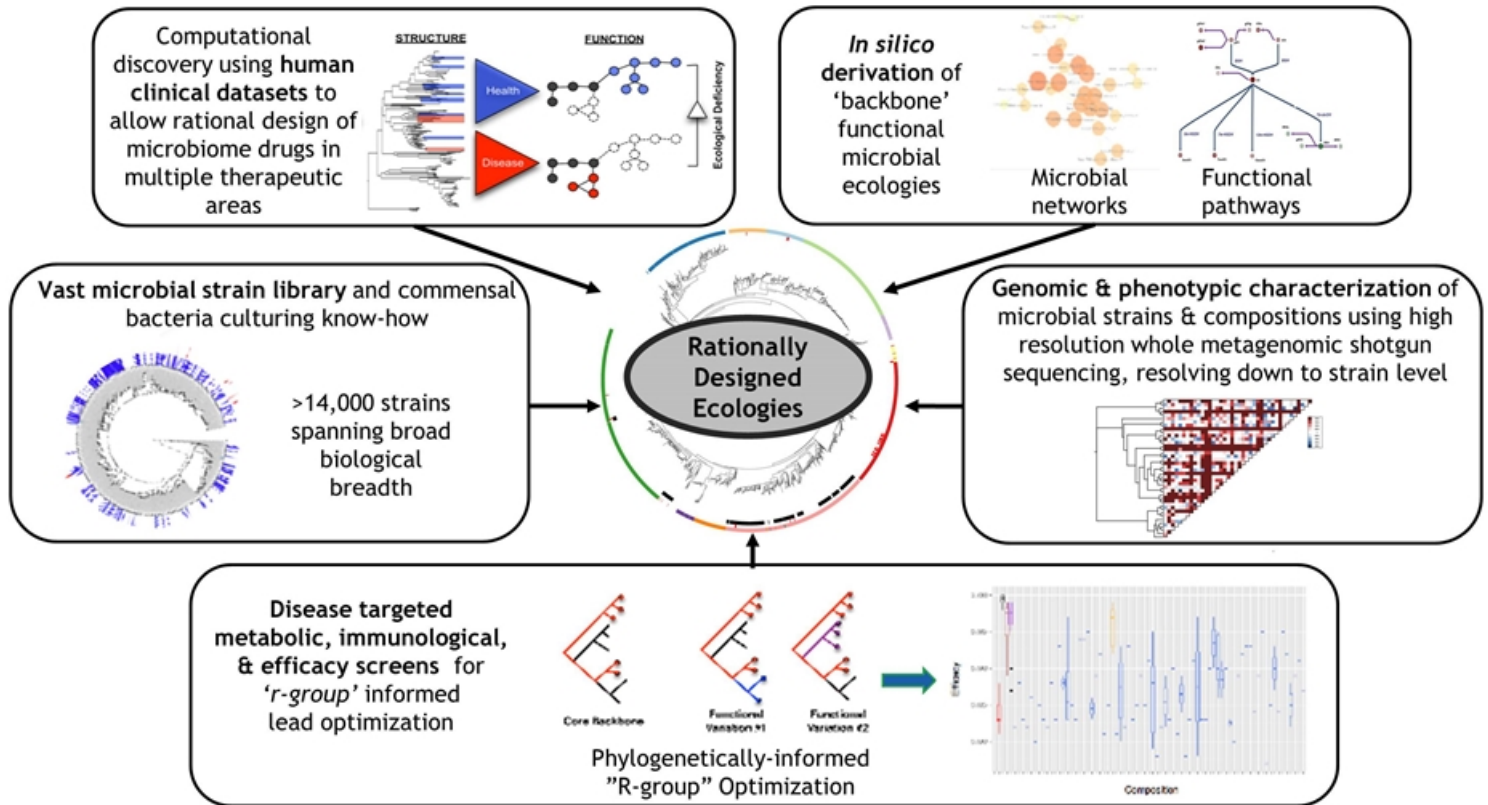 Computational
discovery using human
clinical datasets to
allow rational design of
microbiome drugs in
multiple therapeutic
areas
STRUCTURE
FUNCTION
Health
Disease
Ecological Deficiency
In silico
derivation of
‘backbone’
functional
microbial
ecologies
Microbial
networks
Functional
pathways
Vast microbial strain library and commensal
bacteria culturing know-how
>14,000 strains
spanning broad
biological
breadth
Rationally
Designed
Ecologies
Genomic & phenotypic characterization of
microbial strains & compositions using high
resolution whole metagenomic shotgun
sequencing, resolving down to strain level
Disease targeted
metabolic, immunological,
& efficacy screens for
‘r-group’ informed
lead optimization
Core Backbone
Functional
Variation #1
Functional
Variation #2
Phylogenetically-informed
”R-group” Optimization
Efficacy
Composition